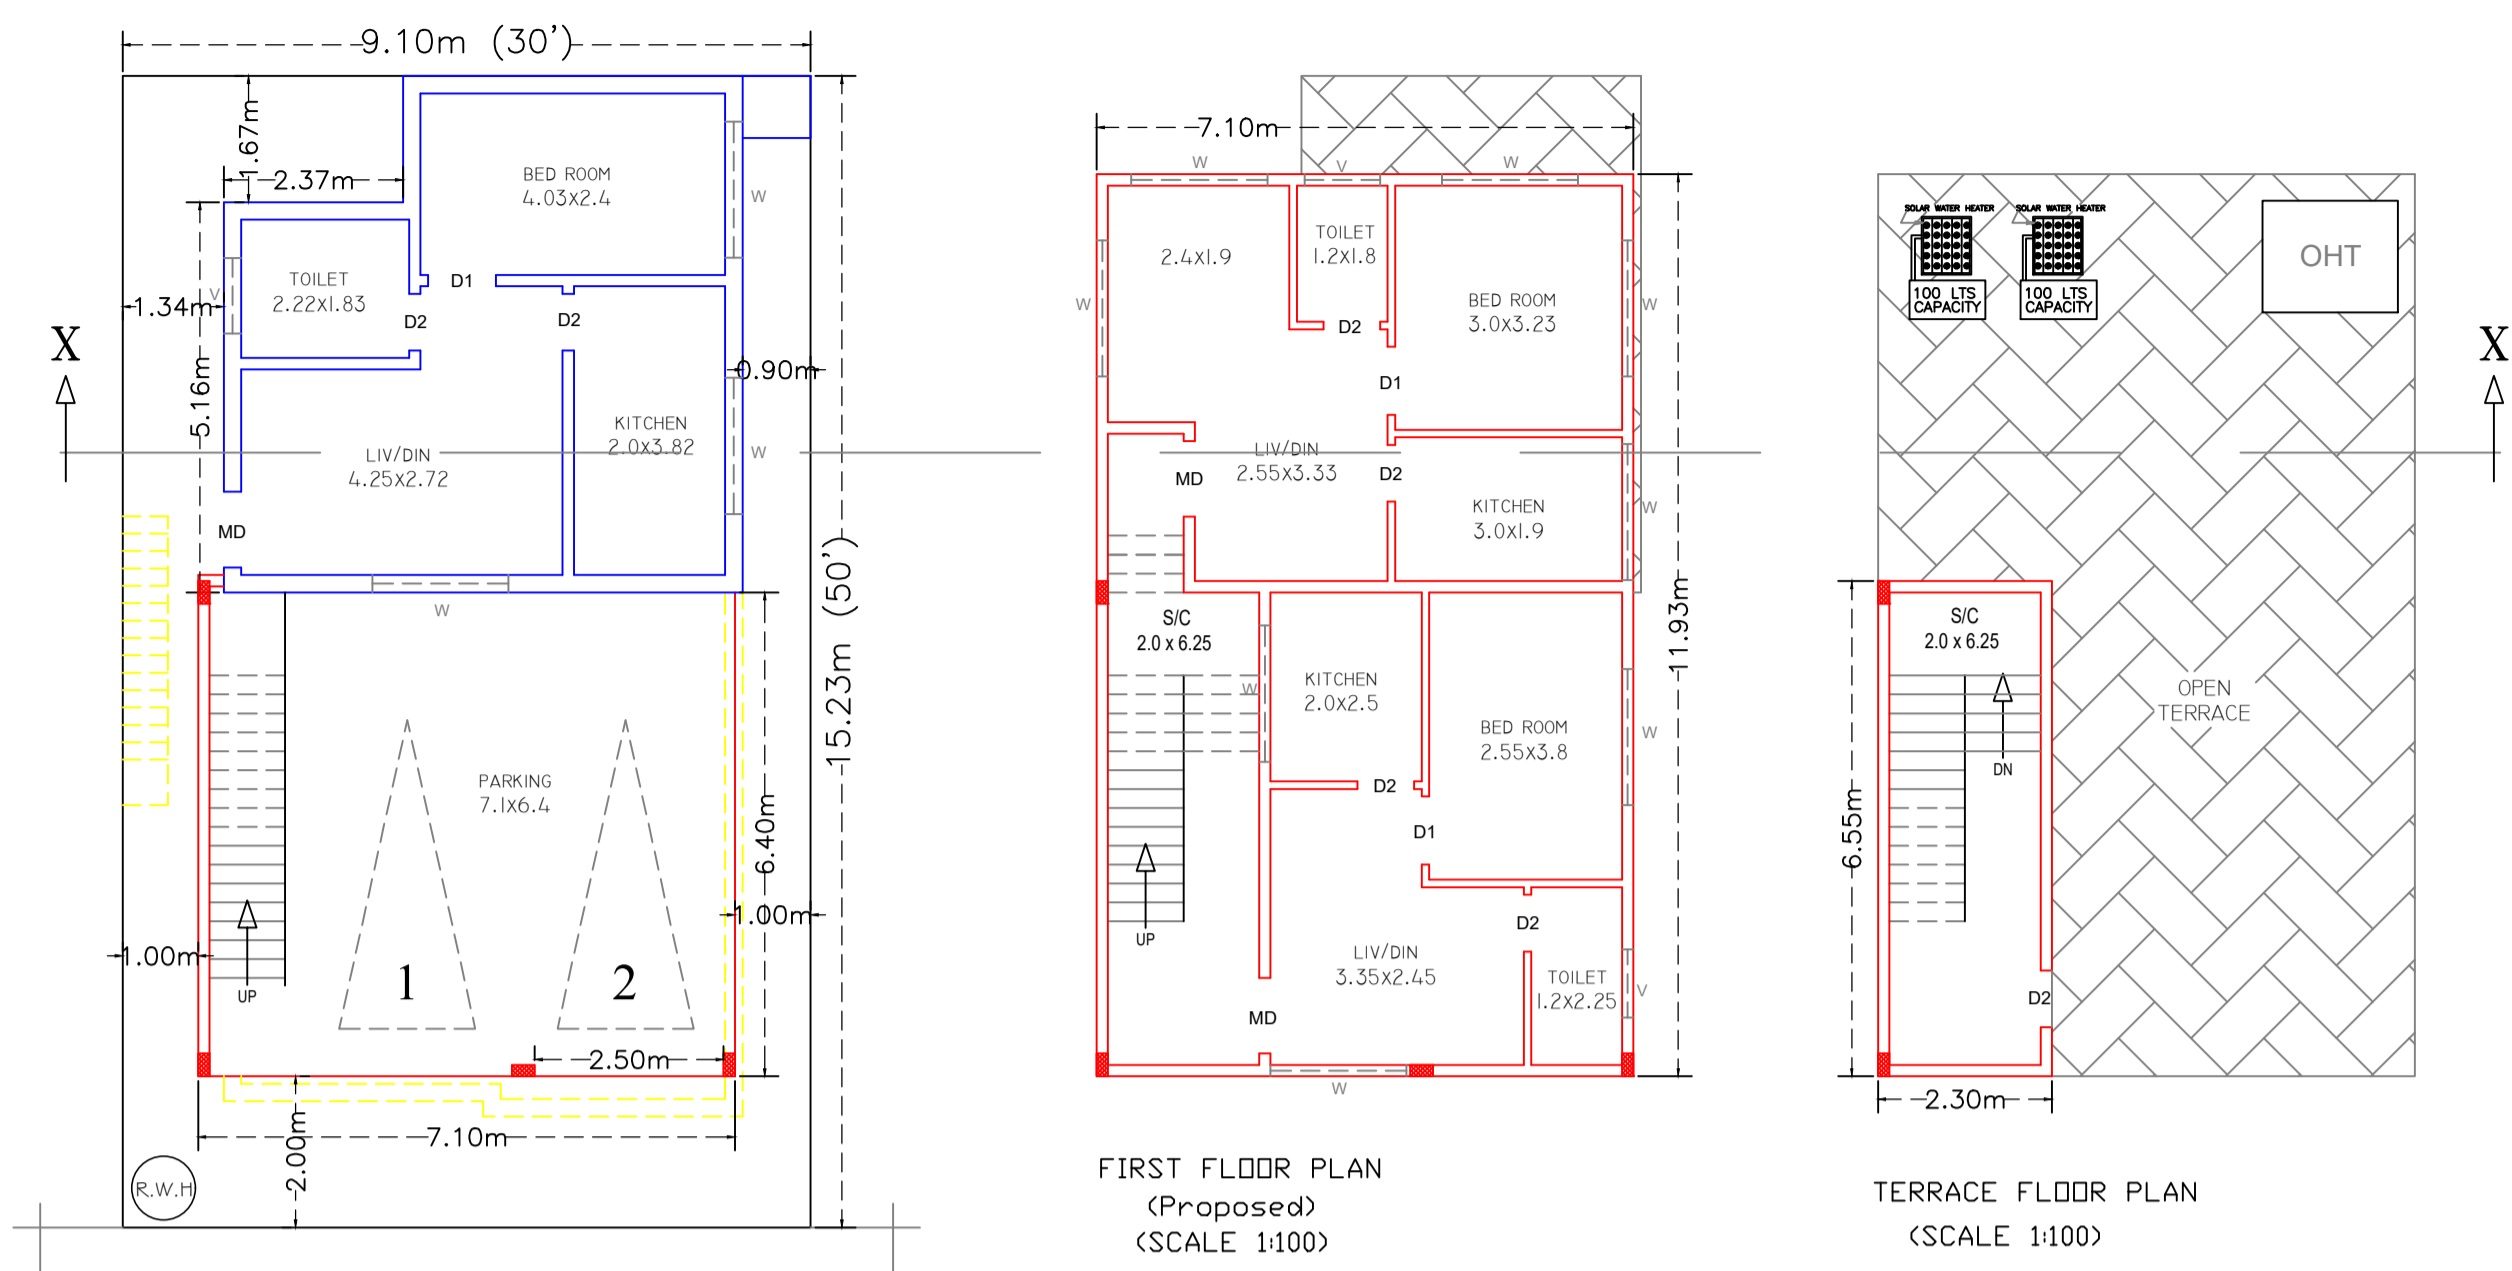 9.10m (30')
1.67m
2.37m
BED ROOM
4.03x2.4
W
TOILET
2.22x1.83
V
D1
D2
D2
1.34m
X
5.16m
0.90m
KITCHEN
2.0x3.82
W
LIV/DIN
4.25x2.72
MD
W
15.23m (50')
PARKING
7.1x6.4
6.40m
1.00m
1.00m
UP
1
2
2.50m
7.10m
2.00m
R.W.H
7.10m
W
V
W
2.4x1.9
TOILET
1.2x1.8
W
BED ROOM
3.0x3.23
W
D2
D1
LIV/DIN
2.55x3.33
MD
D2
KITCHEN
3.0x1.9
W
S/C
2.0 x 6.25
11.93m
KITCHEN
2.0x2.5
W
BED ROOM
2.55x3.8
W
D2
D1
UP
D2
LIV/DIN
3.35x2.45
TOILET
1.2x2.25
V
MD
W
FIRST FLOOR PLAN
(Proposed)
(SCALE 1:100)
SOLAR WATER HEATER
SOLAR WATER HEATER
100 LTS
CAPACITY
100 LTS
CAPACITY
OHT
X
S/C
2.0 x 6.25
OPEN
TERRACE
DN
6.55m
D2
2.30m
TERRACE FLOOR PLAN
(SCALE 1:100)